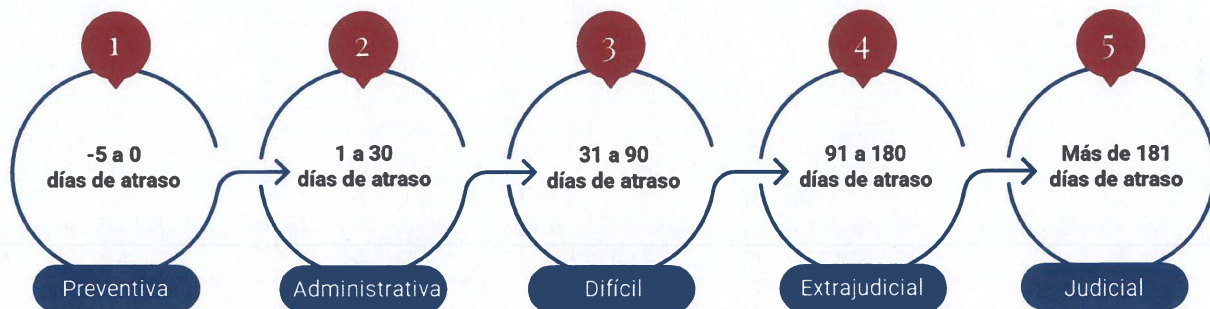 1
-5 a 0
días de atraso
Preventiva
2
1 a 30
días de atraso
Administrativa
3
31 a 90
días de atraso
Difícil
4
91 a 180
días de atraso
Extrajudicial
5
Más de 181
días de atraso
Judicial